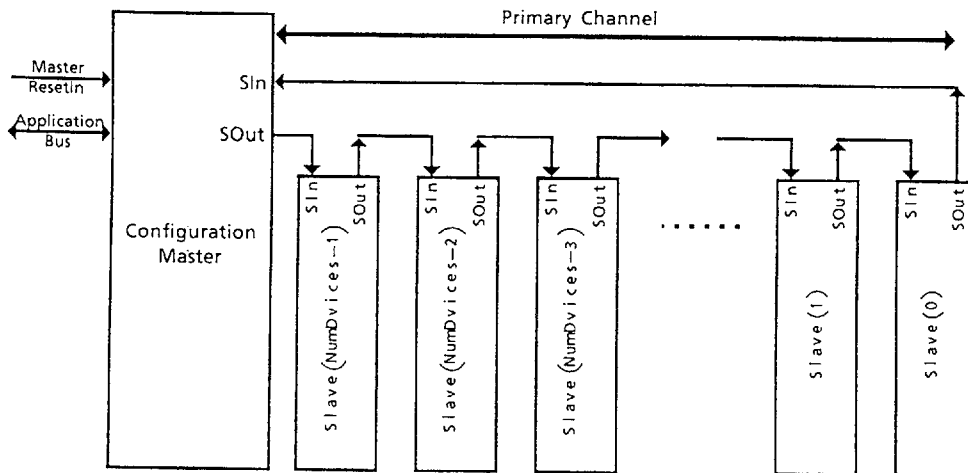 Primary Channel
Master
ResetIn
SIn
Application
Bus
SOut
Configuration
Master
SIn
SOut
Slave(NumDvices-1)
SIn
SOut
Slave(NumDvices-2)
SIn
SOut
Slave(NumDvices-3)
.......
SIn
SOut
Slave(1)
SIn
SOut
Slave(0)